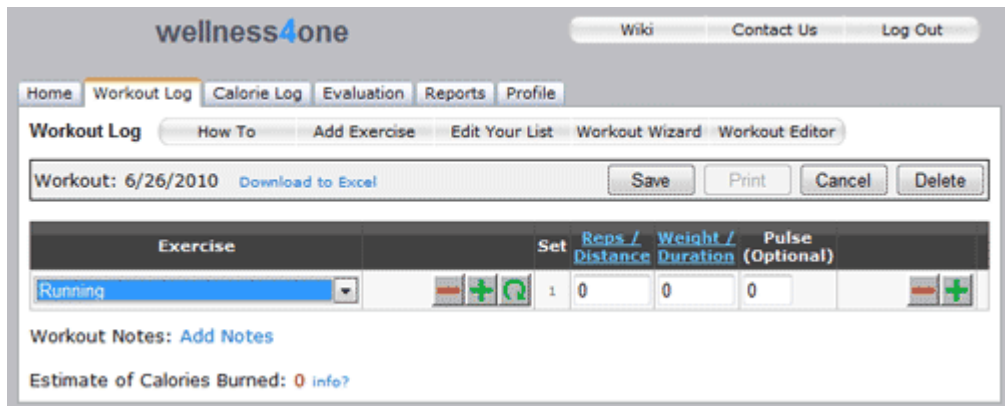 wellness4one
Wiki Contact Us Log Out
Home Workout Log Calorie Log Evaluation Reports Profile
Workout Log How To Add Exercise Edit Your List Workout Wizard Workout Editor
Workout: 6/26/2010 Download to Excel Save Print Cancel Delete
Exercise Set Reps / Distance Weight / Duration Pulse (Optional)
Running 1 0 0 0
Workout Notes: Add Notes
Estimate of Calories Burned: 0 info?